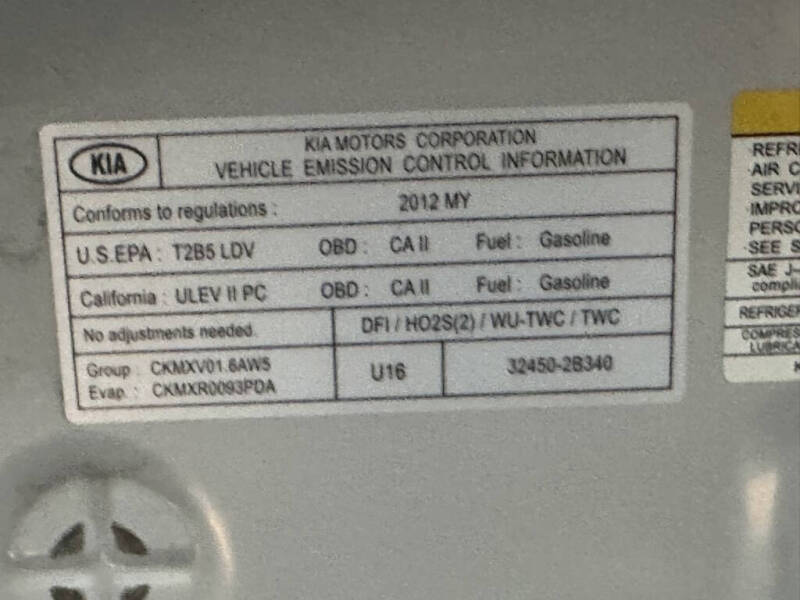 KIA
KIA MOTORS CORPORATION
VEHICLE EMISSION CONTROL INFORMATION
Conforms to regulations : 2012 MY
U.S.EPA : T2B5 LDV OBD : CA II Fuel : Gasoline
California : ULEV II PC OBD : CA II Fuel : Gasoline
No adjustments needed. DFI / HO2S(2) / WU-TWC / TWC
Group : CKMXV01.6AW5
Evap. : CKMXR0093PDA
U16
32450-2B340
·REFRI
·AIR C
SERVI
·IMPRO
PERSO
·SEE S
SAE J-
complia
REFRIGER
COMPRES
LUBRICA